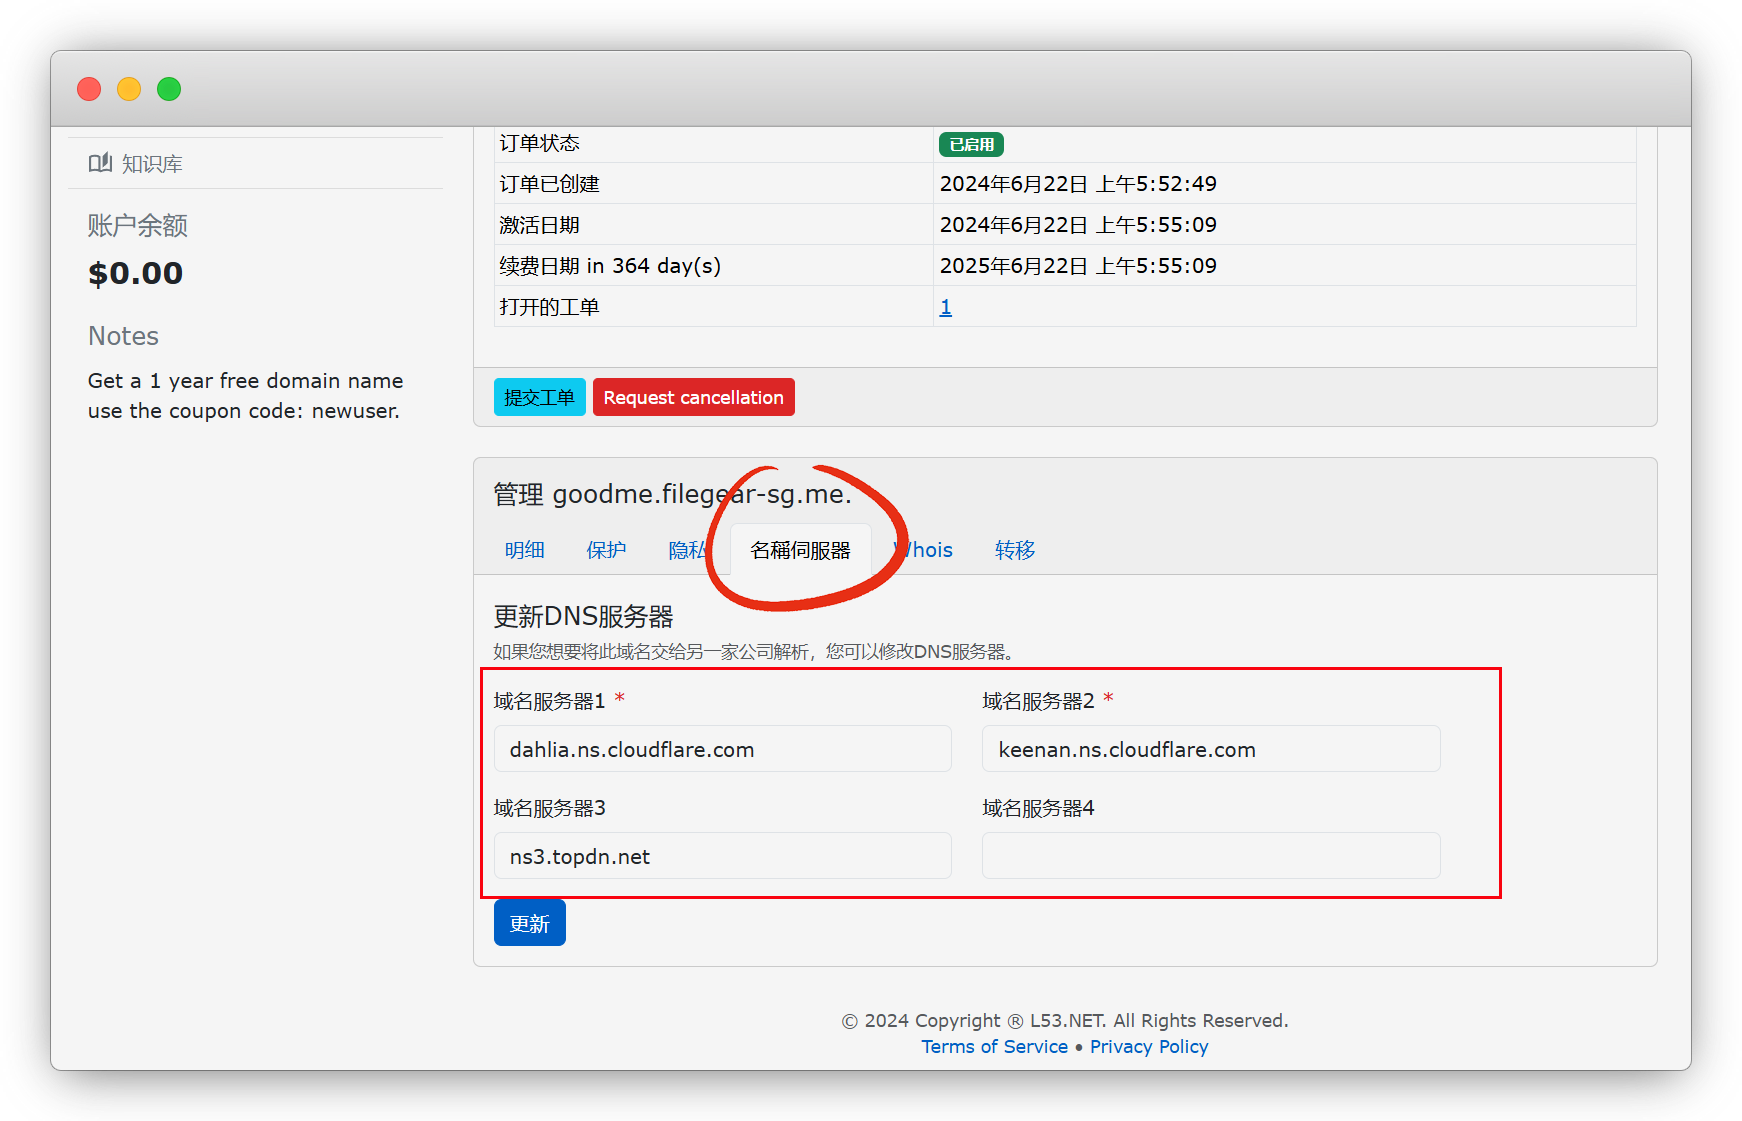 知识库
账户余额
$0.00
Notes
Get a 1 year free domain name
use the coupon code: newuser.
订单状态 已启用
订单已创建 2024年6月22日 上午5:52:49
激活日期 2024年6月22日 上午5:55:09
续费日期 in 364 day(s) 2025年6月22日 上午5:55:09
打开的工单 1
提交工单 Request cancellation
管理 goodme.filegear-sg.me.
明细 保护 隐私 名稱伺服器 Whois 转移
更新DNS服务器
如果您想要将此域名交给另一家公司解析，您可以修改DNS服务器。
域名服务器1 * 域名服务器2 *
dahlia.ns.cloudflare.com keenan.ns.cloudflare.com
域名服务器3 域名服务器4
ns3.topdn.net
更新
© 2024 Copyright ® L53.NET. All Rights Reserved.
Terms of Service • Privacy Policy